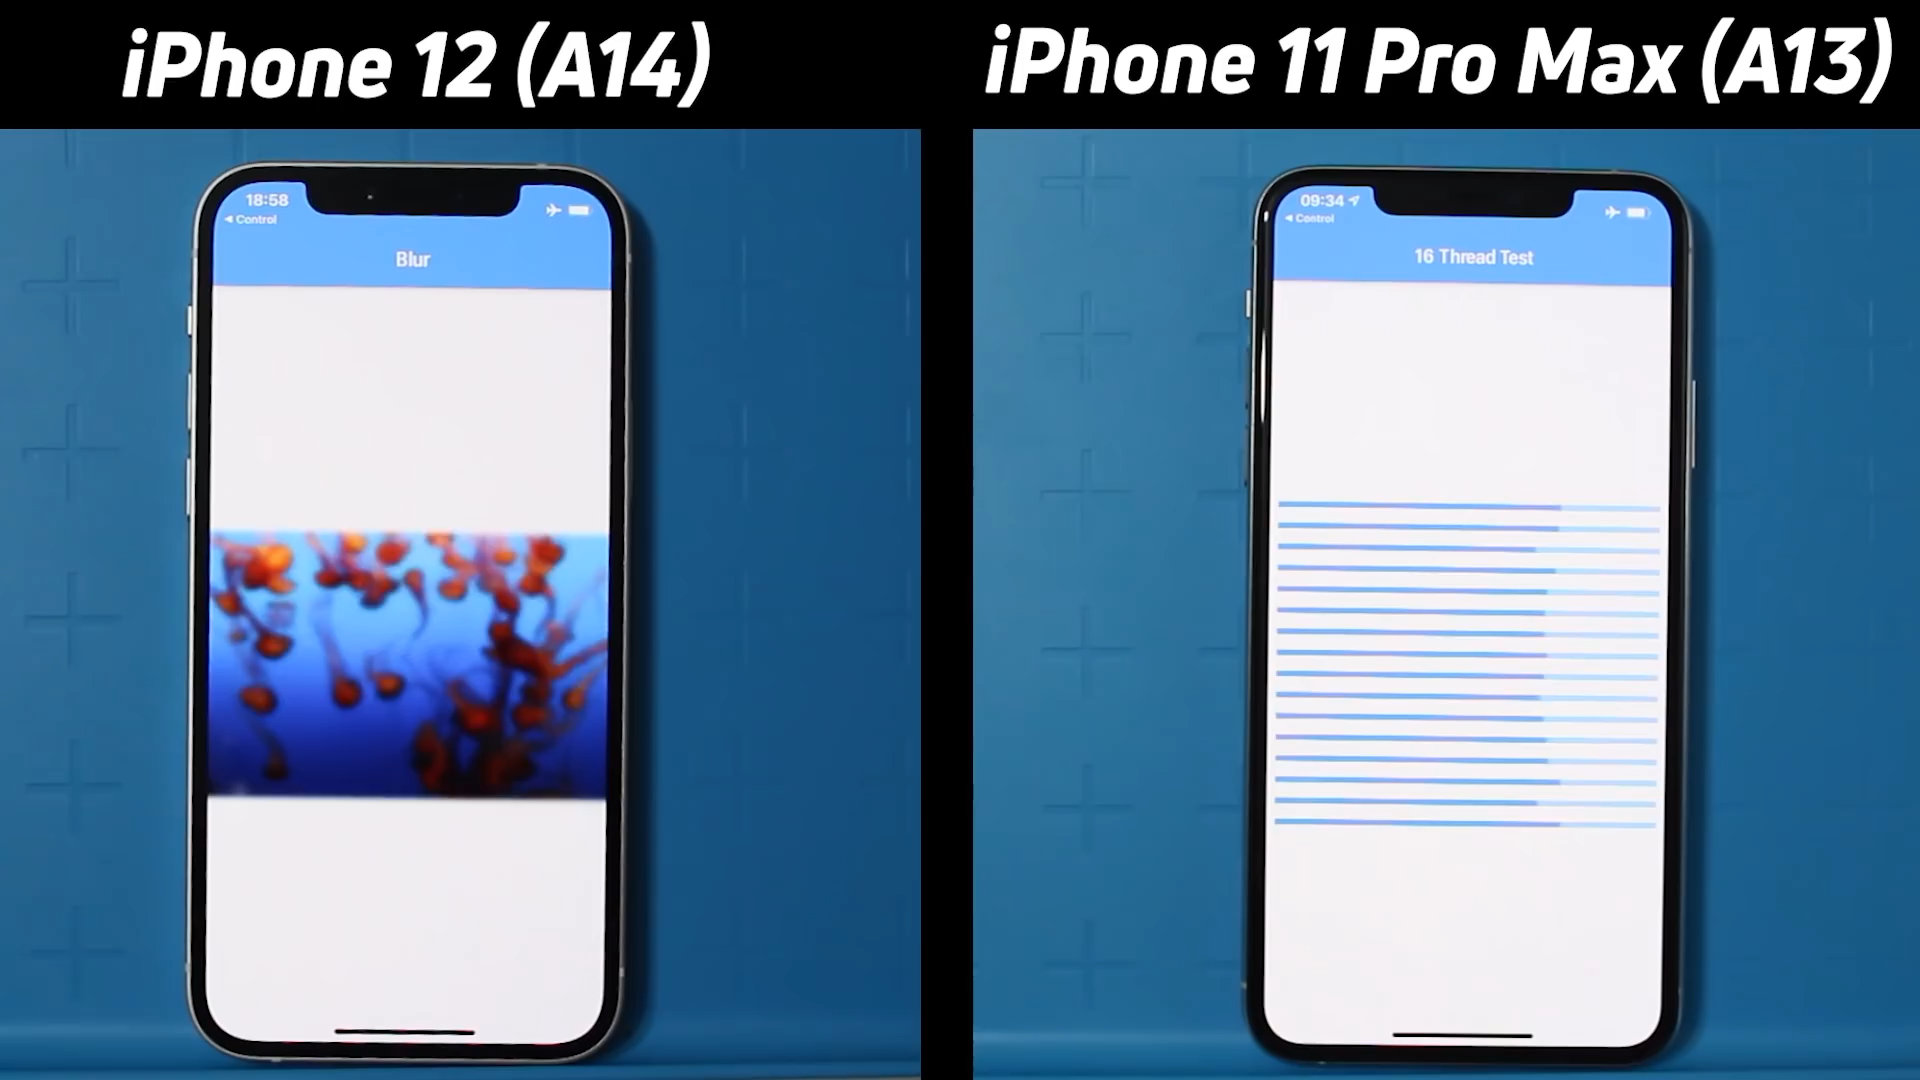 iPhone 12 (A14)
iPhone 11 Pro Max (A13)
18:58
◀ Control
Blur
09:34
◀ Control
16 Thread Test